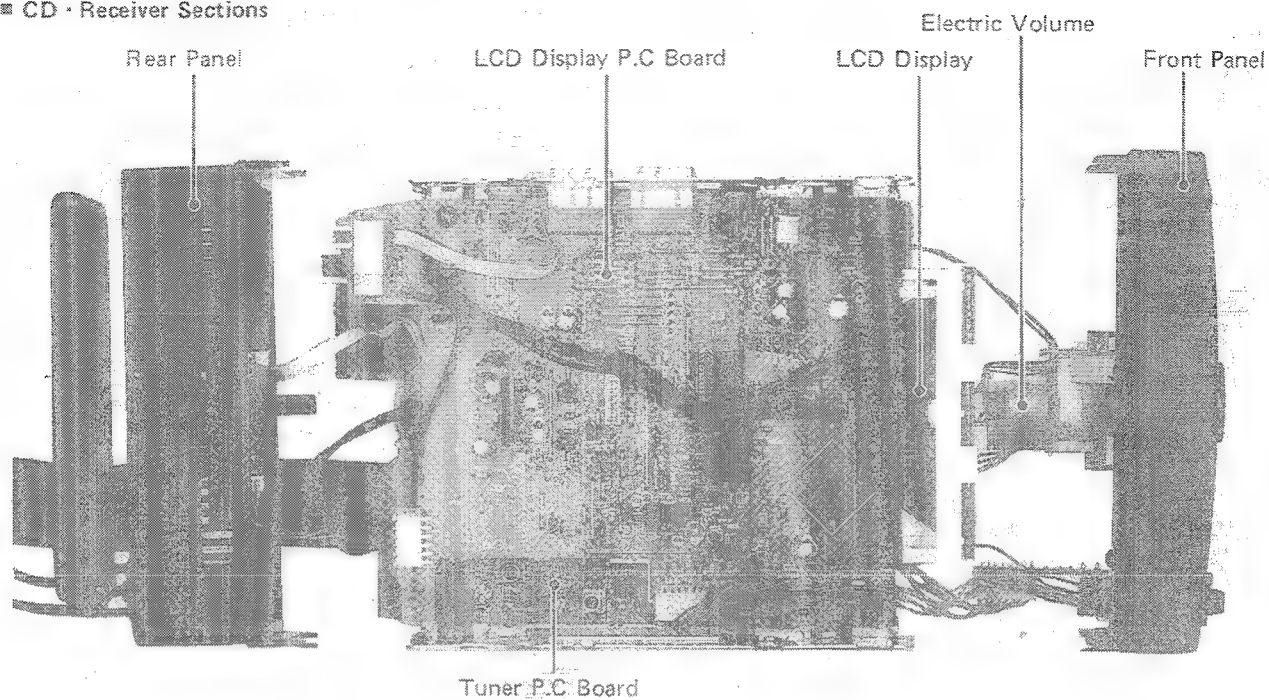 ■ CD · Receiver Sections
Electric Volume
Rear Panel
LCD Display P.C Board
LCD Display
Front Panel
Tuner P.C Board